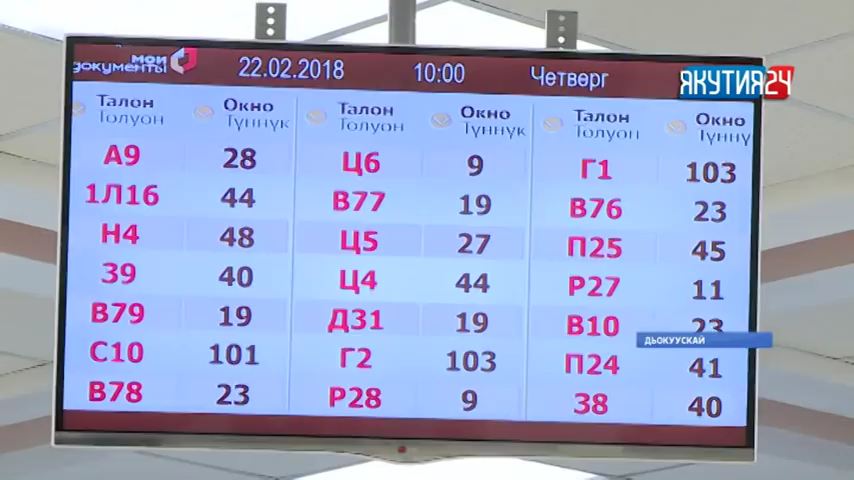 мои документы 22.02.2018 10:00 Четверг
ЯКУТИЯ24
Талон Окно Талон Окно Талон Окно
Толуон Түннүк Толуон Түннүк Толуон Түннүк
А9 28 Ц6 9 Г1 103
1Л16 44 В77 19 В76 23
Н4 48 Ц5 27 П25 45
З9 40 Ц4 44 Р27 11
В79 19 Д31 19 В10 23
ДЬОКУУСКАЙ
С10 101 Г2 103 П24 41
В78 23 Р28 9 З8 40